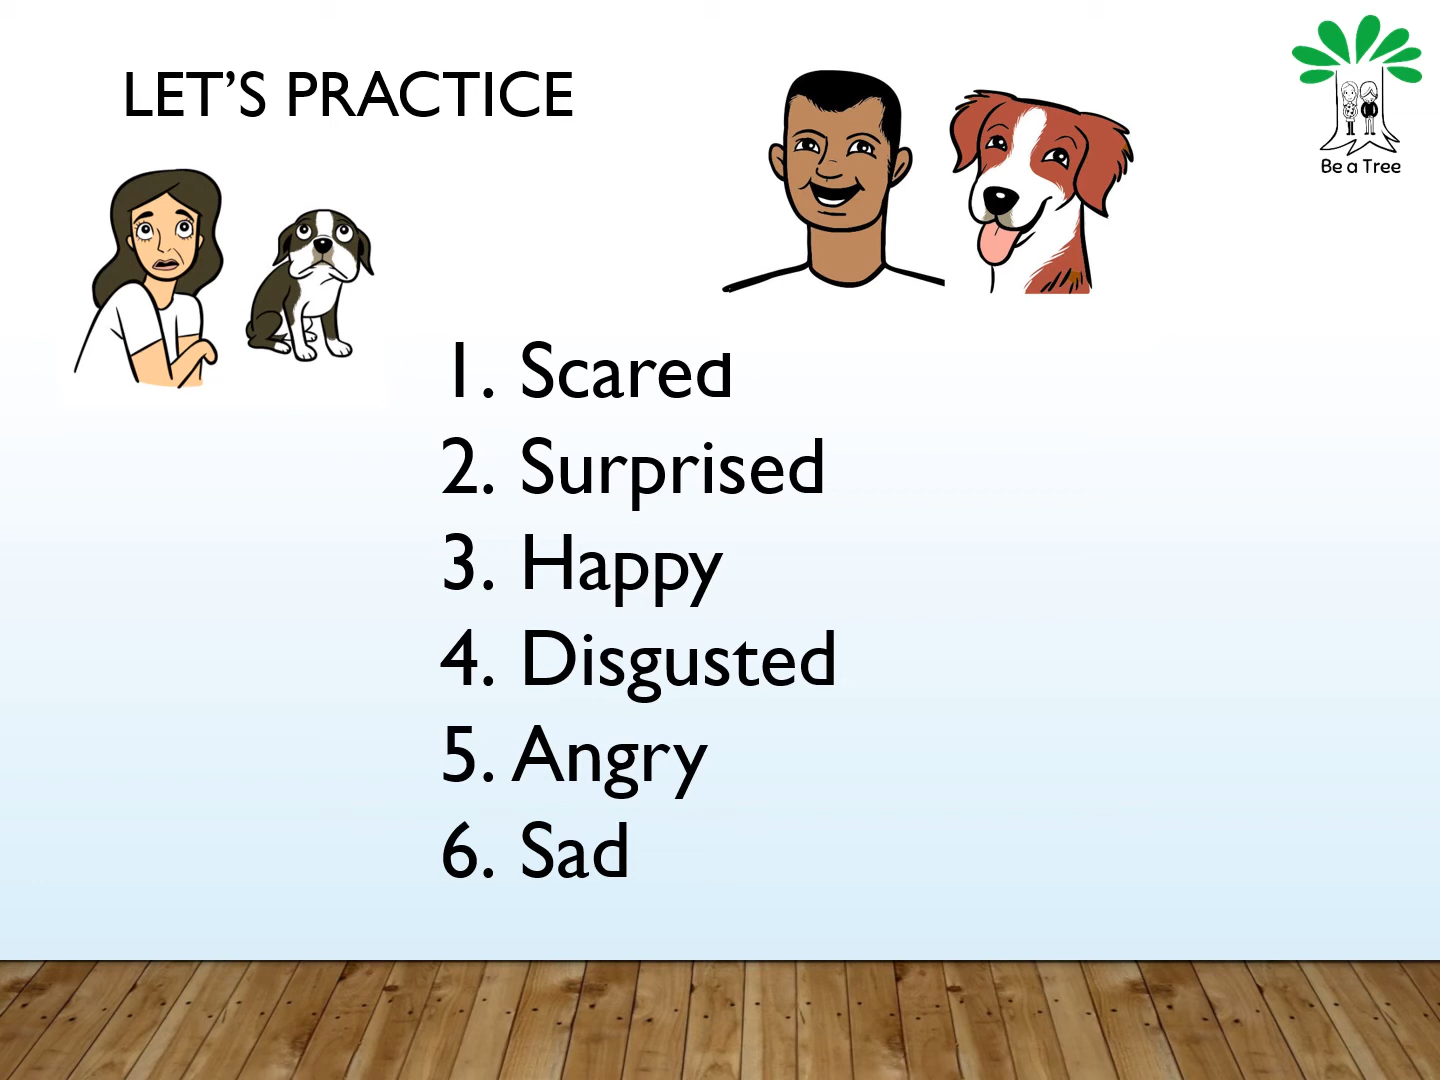 LET’S PRACTICE
Be a Tree
1. Scared
2. Surprised
3. Happy
4. Disgusted
5. Angry
6. Sad